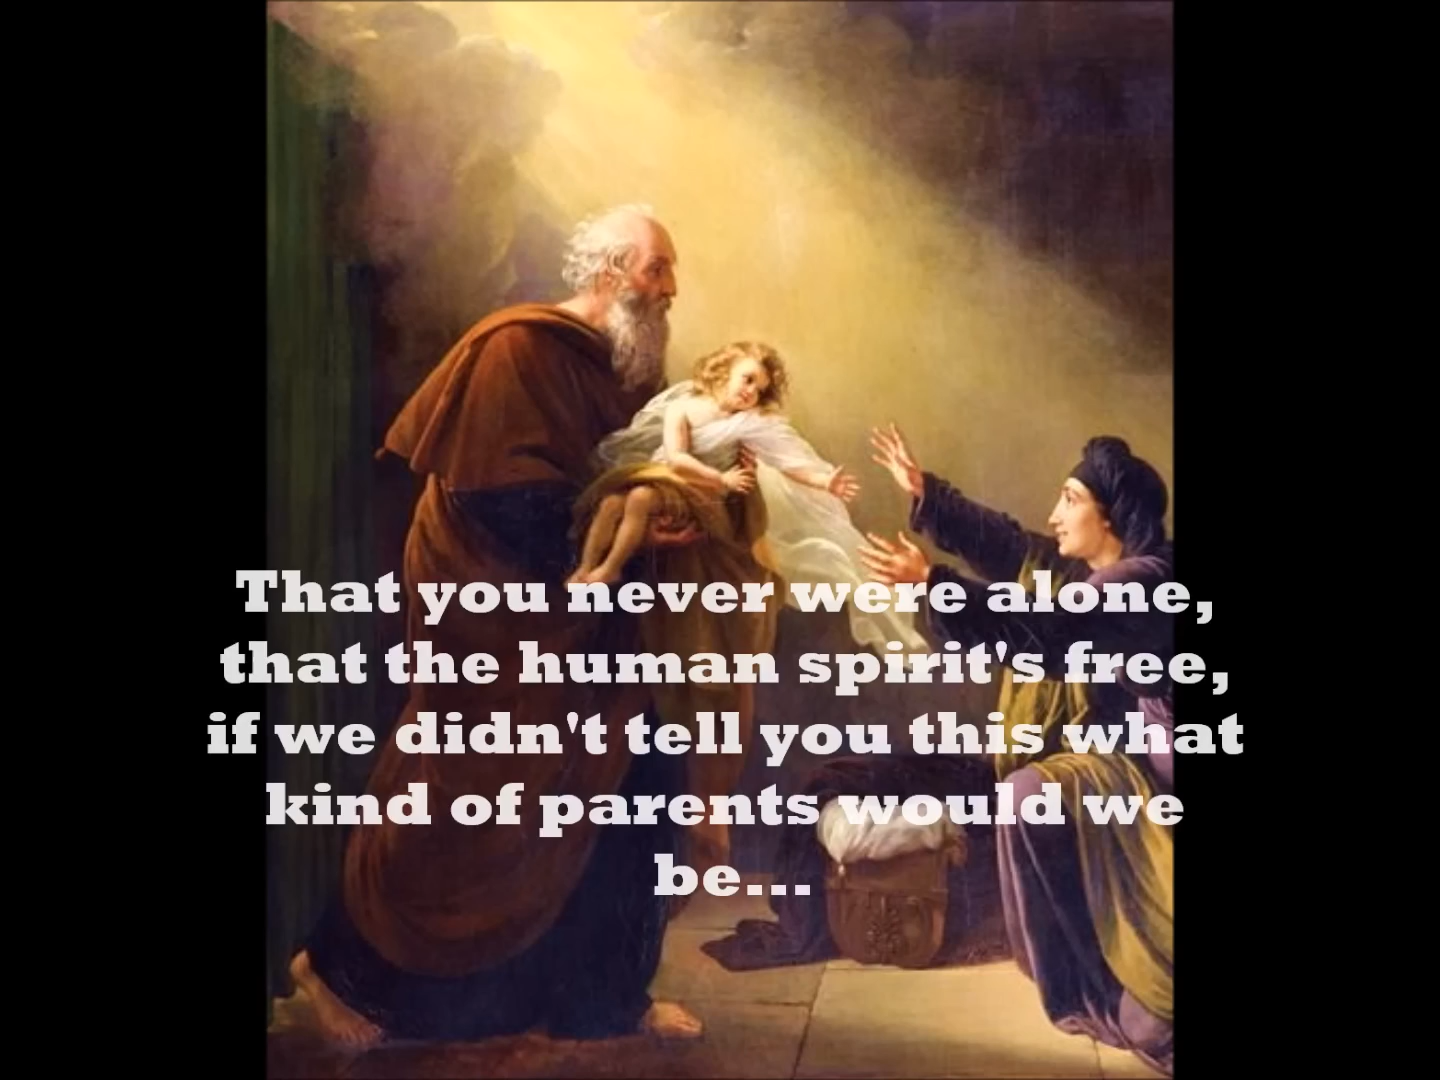 That you never were alone,
that the human spirit's free,
if we didn't tell you this what
kind of parents would we
be...